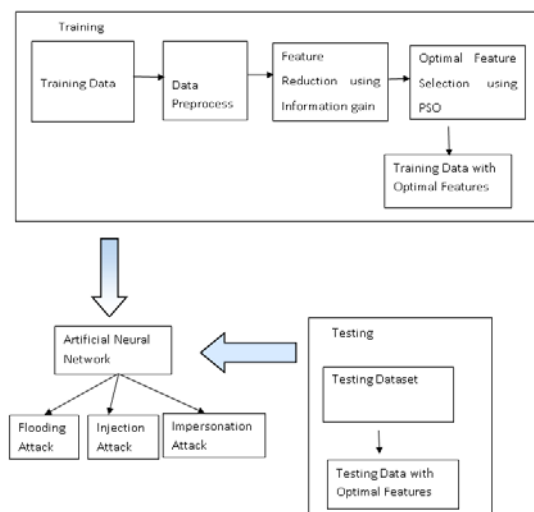 Training
Training Data
Data
Preprocess
Feature
Reduction using
Information gain
Optimal Feature
Selection using
PSO
Training Data with
Optimal Features
Artificial Neural
Network
Flooding
Attack
Injection
Attack
Impersonation
Attack
Testing
Testing Dataset
Testing Data with
Optimal Features